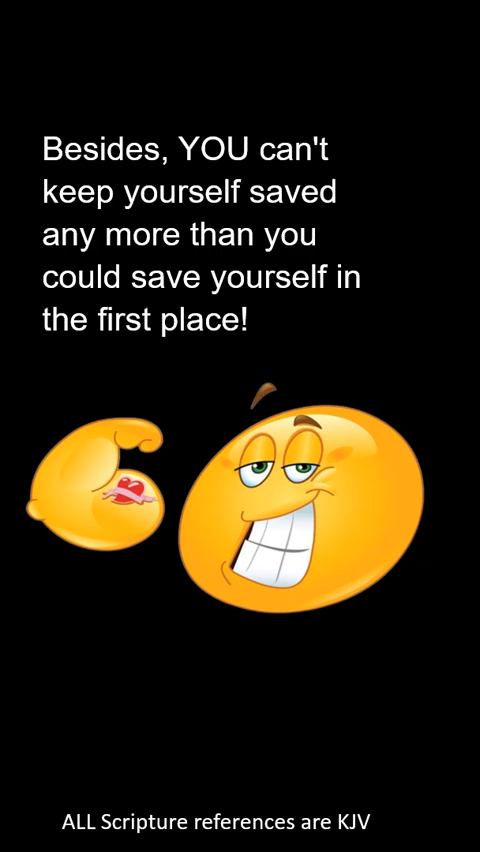 Besides, YOU can't
keep yourself saved
any more than you
could save yourself in
the first place!
ALL Scripture references are KJV